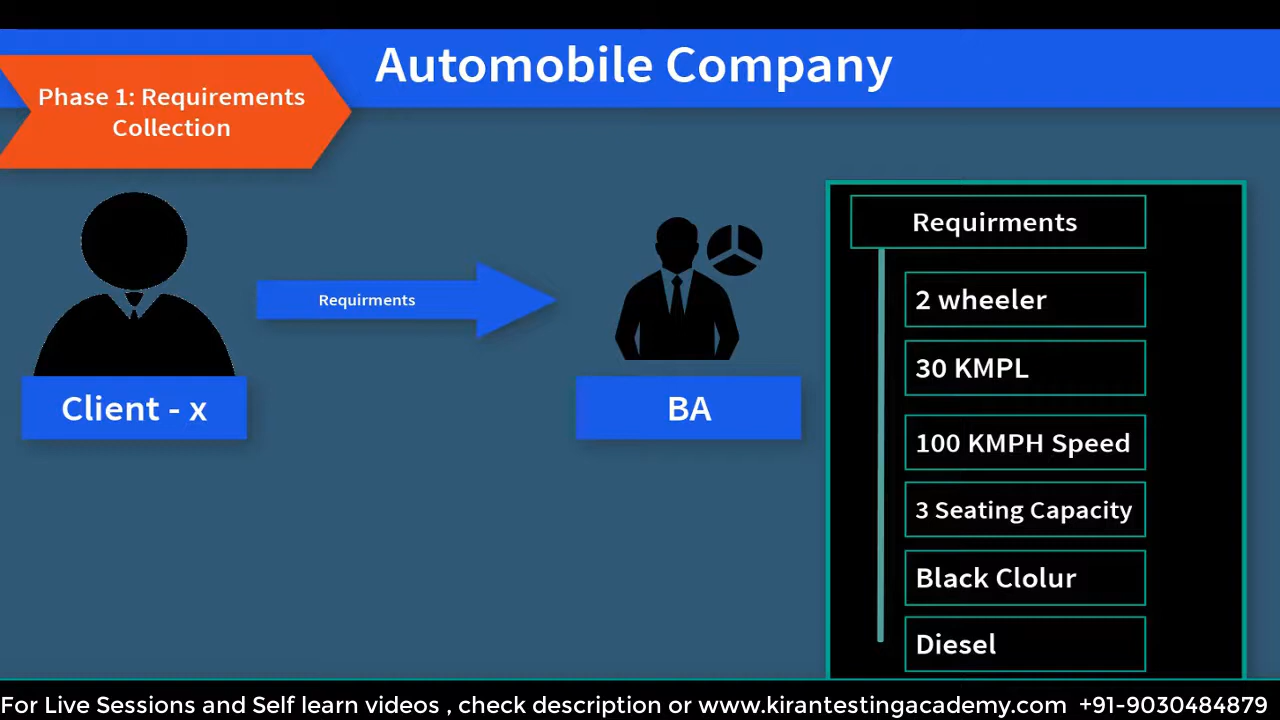 Automobile Company
Phase 1: Requirements
Collection
Requirments
Client - x
BA
Requirments
2 wheeler
30 KMPL
100 KMPH Speed
3 Seating Capacity
Black Clolur
Diesel
For Live Sessions and Self learn videos , check description or www.kirantestingacademy.com +91-9030484879